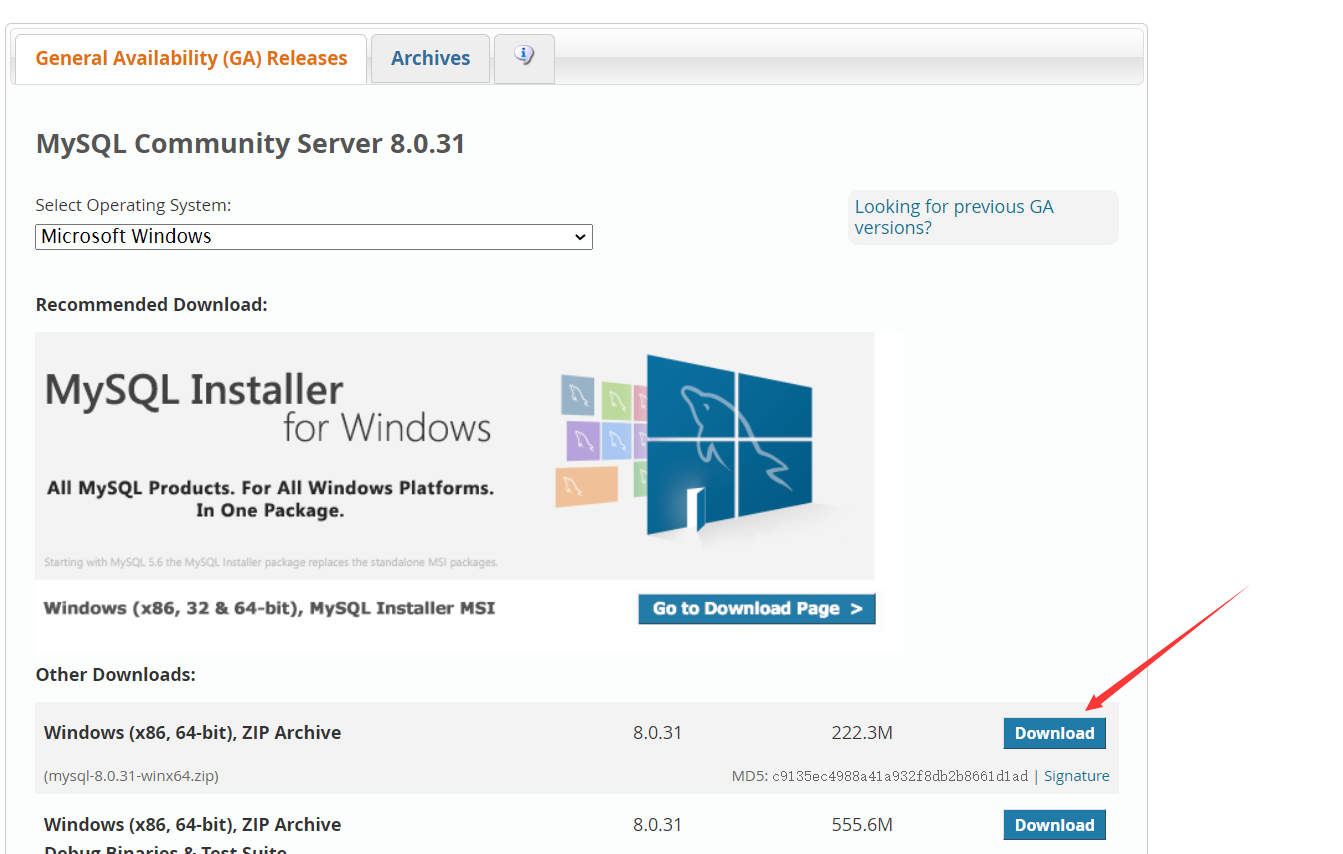 General Availability (GA) Releases
Archives
MySQL Community Server 8.0.31
Select Operating System:
Microsoft Windows
Looking for previous GA
versions?
Recommended Download:
MySQL Installer
for Windows
All MySQL Products. For All Windows Platforms.
In One Package.
Starting with MySQL 5.6 the MySQL Installer package replaces the standalone MSI packages.
Windows (x86, 32 & 64-bit), MySQL Installer MSI
Go to Download Page >
Other Downloads:
Windows (x86, 64-bit), ZIP Archive 8.0.31 222.3M Download
(mysql-8.0.31-winx64.zip) MD5: c9135ec4988a41a932f8db2b8661d1ad | Signature
Windows (x86, 64-bit), ZIP Archive 8.0.31 555.6M Download
Debug Binaries & Test Suite